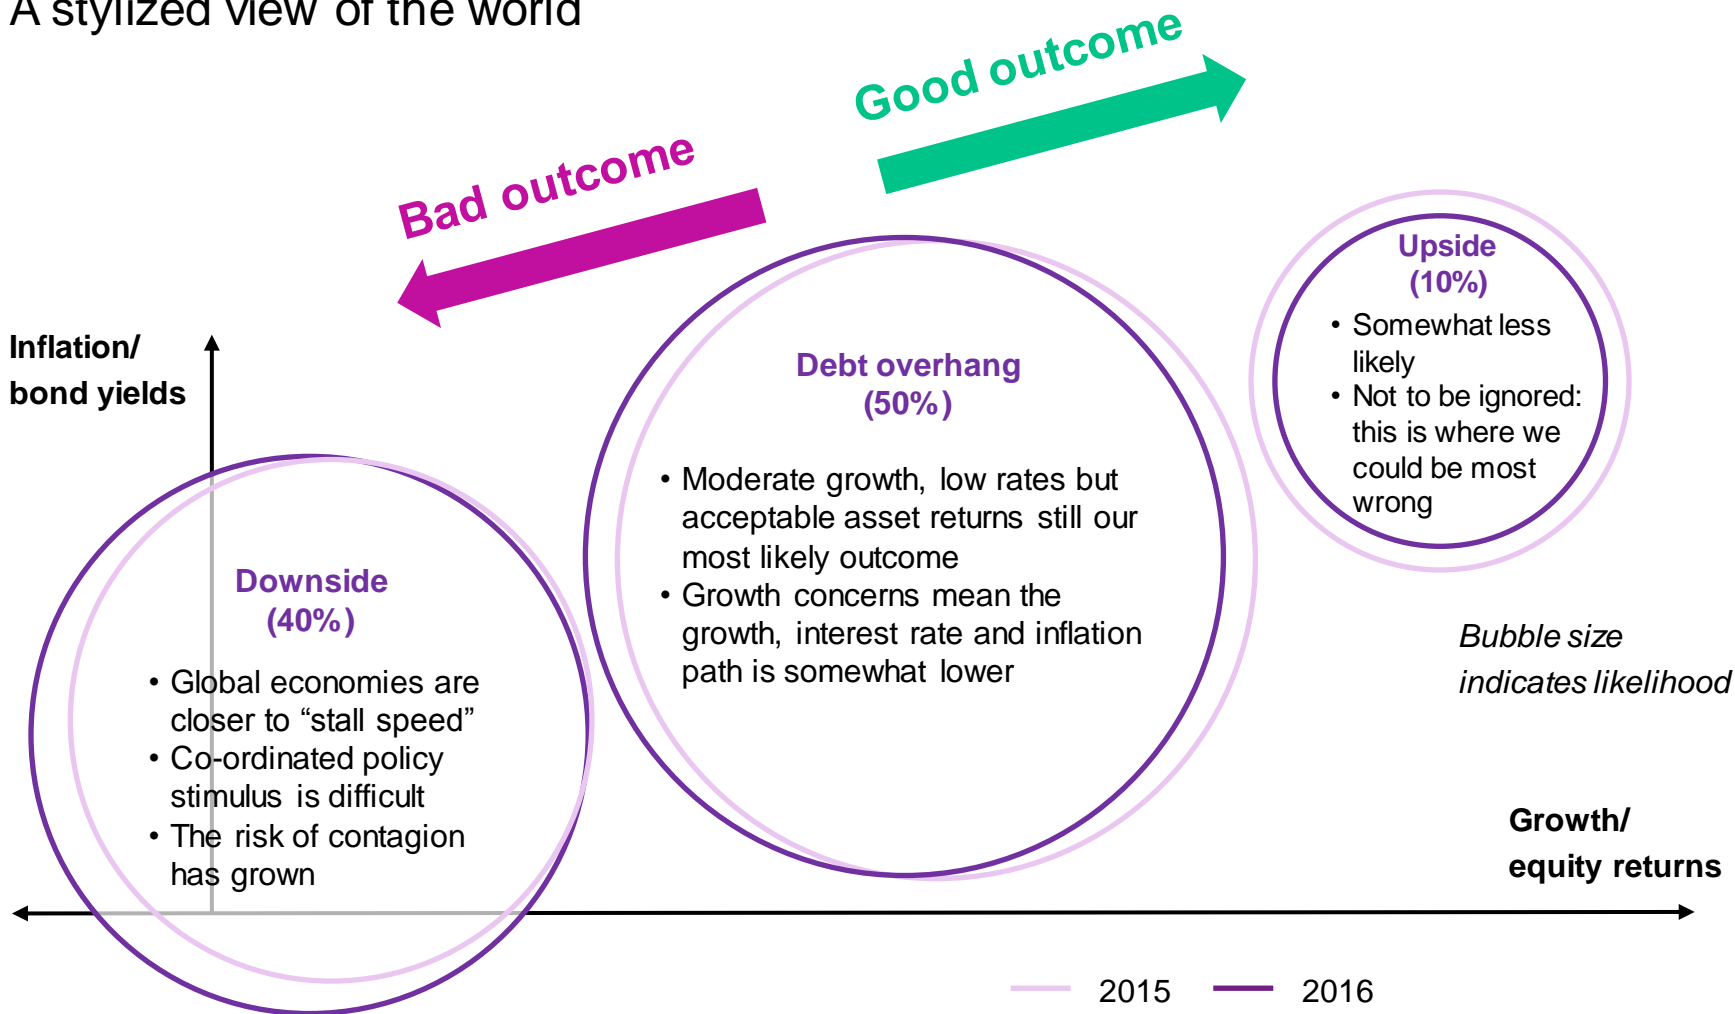 A stylized view of the world
Good outcome
Bad outcome
Inflation/
bond yields
Upside
(10%)
• Somewhat less
likely
• Not to be ignored:
this is where we
could be most
wrong
Debt overhang
(50%)
• Moderate growth, low rates but
acceptable asset returns still our
most likely outcome
• Growth concerns mean the
growth, interest rate and inflation
path is somewhat lower
Downside
(40%)
• Global economies are
closer to “stall speed”
• Co-ordinated policy
stimulus is difficult
• The risk of contagion
has grown
Bubble size
indicates likelihood
Growth/
equity returns
2015 2016